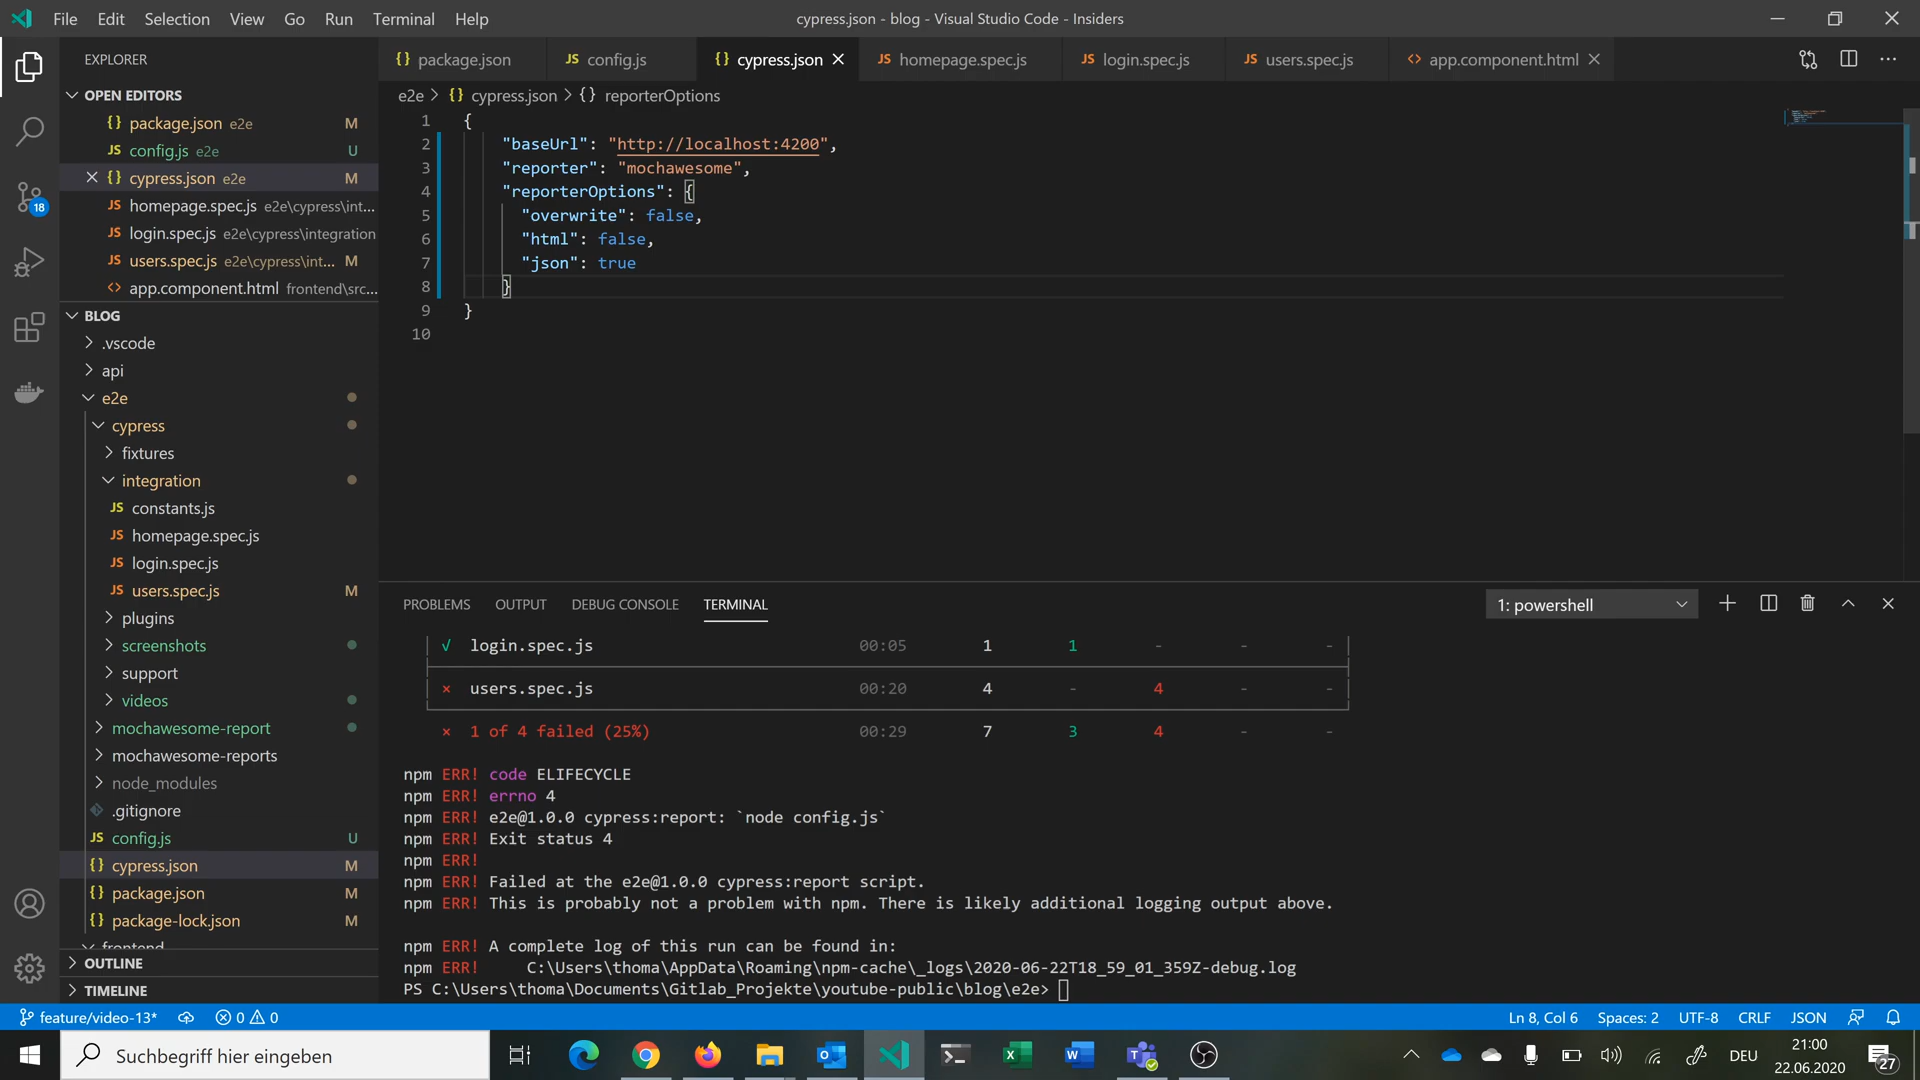 File Edit Selection View Go Run Terminal Help
cypress.json - blog - Visual Studio Code - Insiders
EXPLORER
OPEN EDITORS
{} package.json e2e M
JS config.js e2e U
{} cypress.json e2e M
JS homepage.spec.js e2e\cypress\int...
JS login.spec.js e2e\cypress\integration
JS users.spec.js e2e\cypress\int... M
<> app.component.html frontend\src...
BLOG
.vscode
api
e2e
cypress
fixtures
integration
JS constants.js
JS homepage.spec.js
JS login.spec.js
JS users.spec.js M
plugins
screenshots
support
videos
mochawesome-report
mochawesome-reports
node_modules
.gitignore
JS config.js U
{} cypress.json M
{} package.json M
{} package-lock.json M
frontend
OUTLINE
TIMELINE
18
{} package.json JS config.js {} cypress.json JS homepage.spec.js JS login.spec.js JS users.spec.js <> app.component.html
e2e > {} cypress.json > {} reporterOptions
1 {
2 "baseUrl": "http://localhost:4200",
3 "reporter": "mochawesome",
4 "reporterOptions": {
5 "overwrite": false,
6 "html": false,
7 "json": true
8 }
9 }
10
PROBLEMS OUTPUT DEBUG CONSOLE TERMINAL 1: powershell
√ login.spec.js 00:05 1 1 - - -
× users.spec.js 00:20 4 - 4 - -
× 1 of 4 failed (25%) 00:29 7 3 4 - -
npm ERR! code ELIFECYCLE
npm ERR! errno 4
npm ERR! e2e@1.0.0 cypress:report: `node config.js`
npm ERR! Exit status 4
npm ERR!
npm ERR! Failed at the e2e@1.0.0 cypress:report script.
npm ERR! This is probably not a problem with npm. There is likely additional logging output above.
npm ERR! A complete log of this run can be found in:
npm ERR! C:\Users\thoma\AppData\Roaming\npm-cache\_logs\2020-06-22T18_59_01_359Z-debug.log
PS C:\Users\thoma\Documents\Gitlab_Projekte\youtube-public\blog\e2e>
feature/video-13* 0 0 Ln 8, Col 6 Spaces: 2 UTF-8 CRLF JSON
Suchbegriff hier eingeben
DEU
21:00
22.06.2020
27